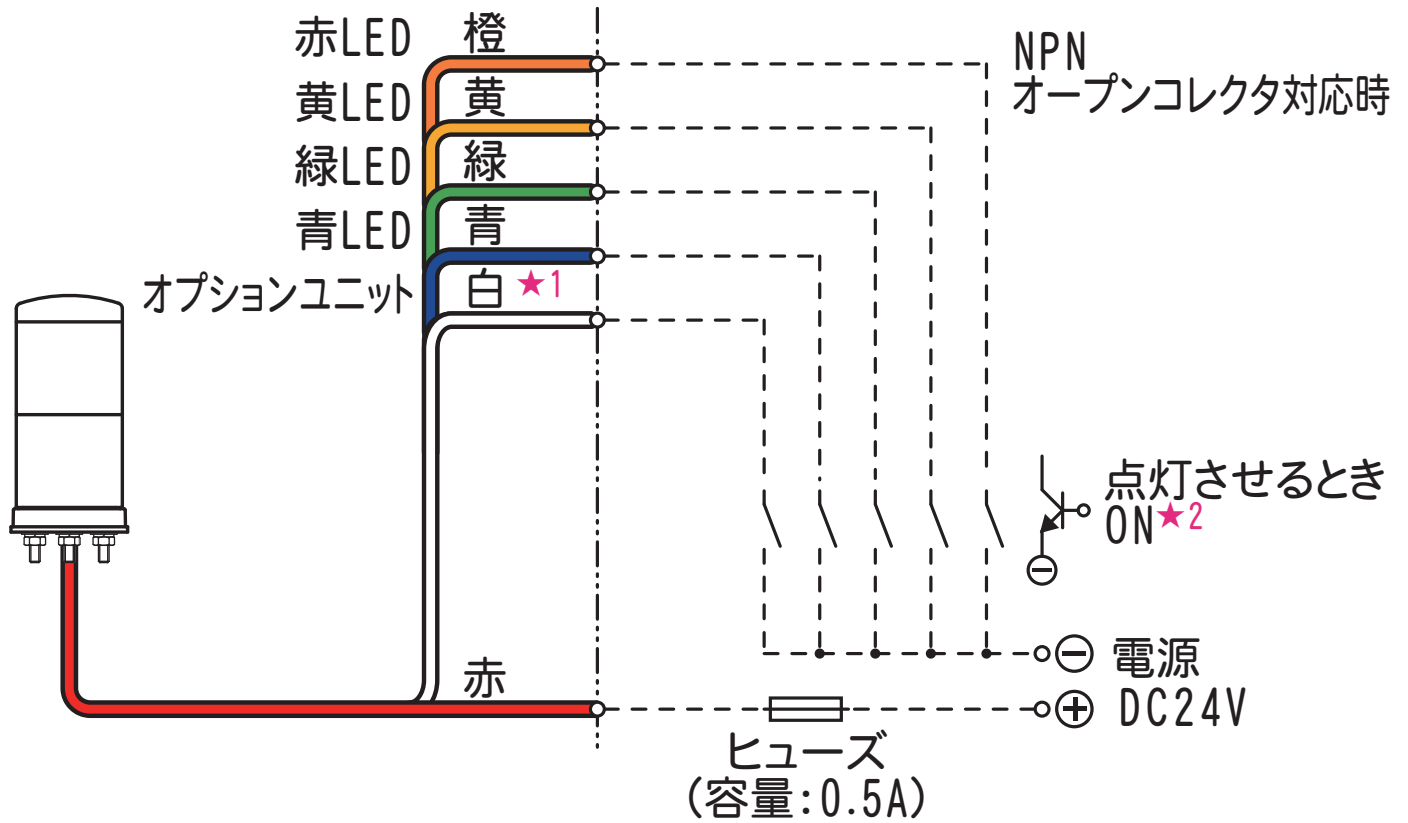 赤LED 橙
黄LED 黄
緑LED 緑
青LED 青
オプションユニット 白 ★1
NPN
オープンコレクタ対応時
点灯させるとき
ON★2
赤
電源
DC24V
ヒューズ
(容量:0.5A)